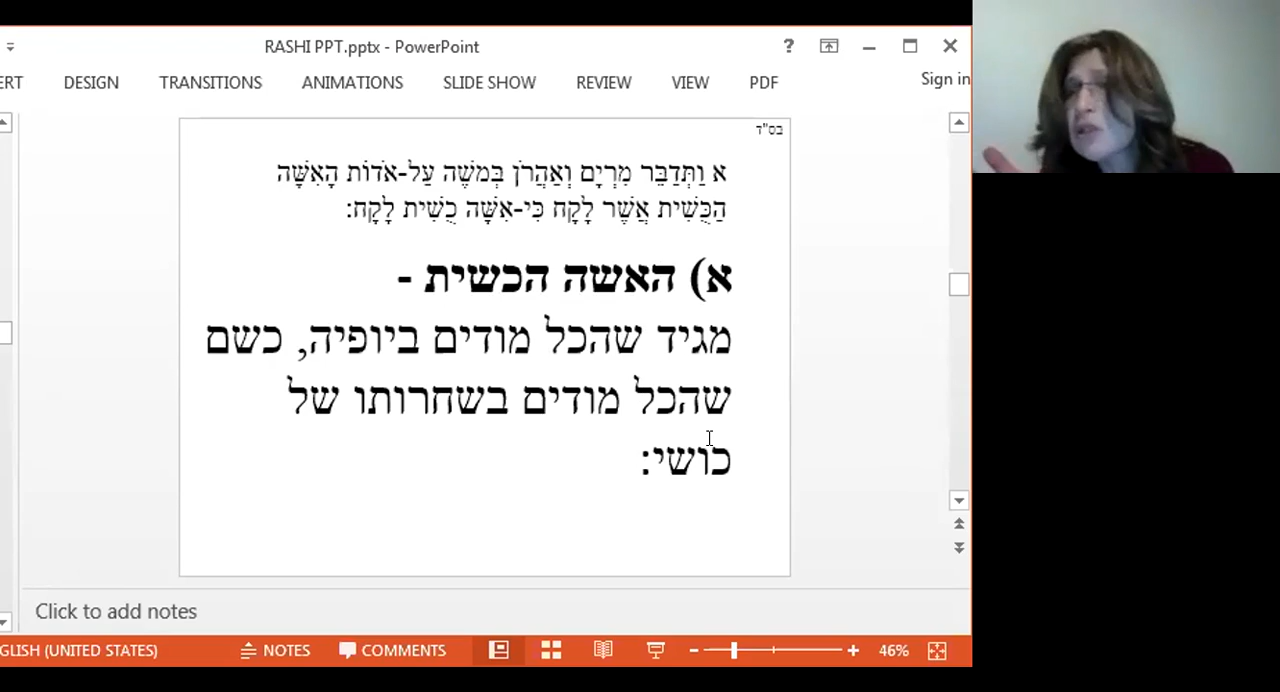 RASHI PPT.pptx - PowerPoint
?
ERT DESIGN TRANSITIONS ANIMATIONS SLIDE SHOW REVIEW VIEW PDF Sign in
בס"ד
א וַתְּדַבֵּר מִרְיָם וְאַהֲרֹן בְּמֹשֶׁה עַל-אֹדוֹת הָאִשָּׁה
הַכֻּשִׁית אֲשֶׁר לָקָח כִּי-אִשָּׁה כֻשִׁית לָקָח:
א) האשה הכשית -
מגיד שהכל מודים ביופיה, כשם
שהכל מודים בשחרותו של
כושי:
Click to add notes
GLISH (UNITED STATES) NOTES COMMENTS 46%